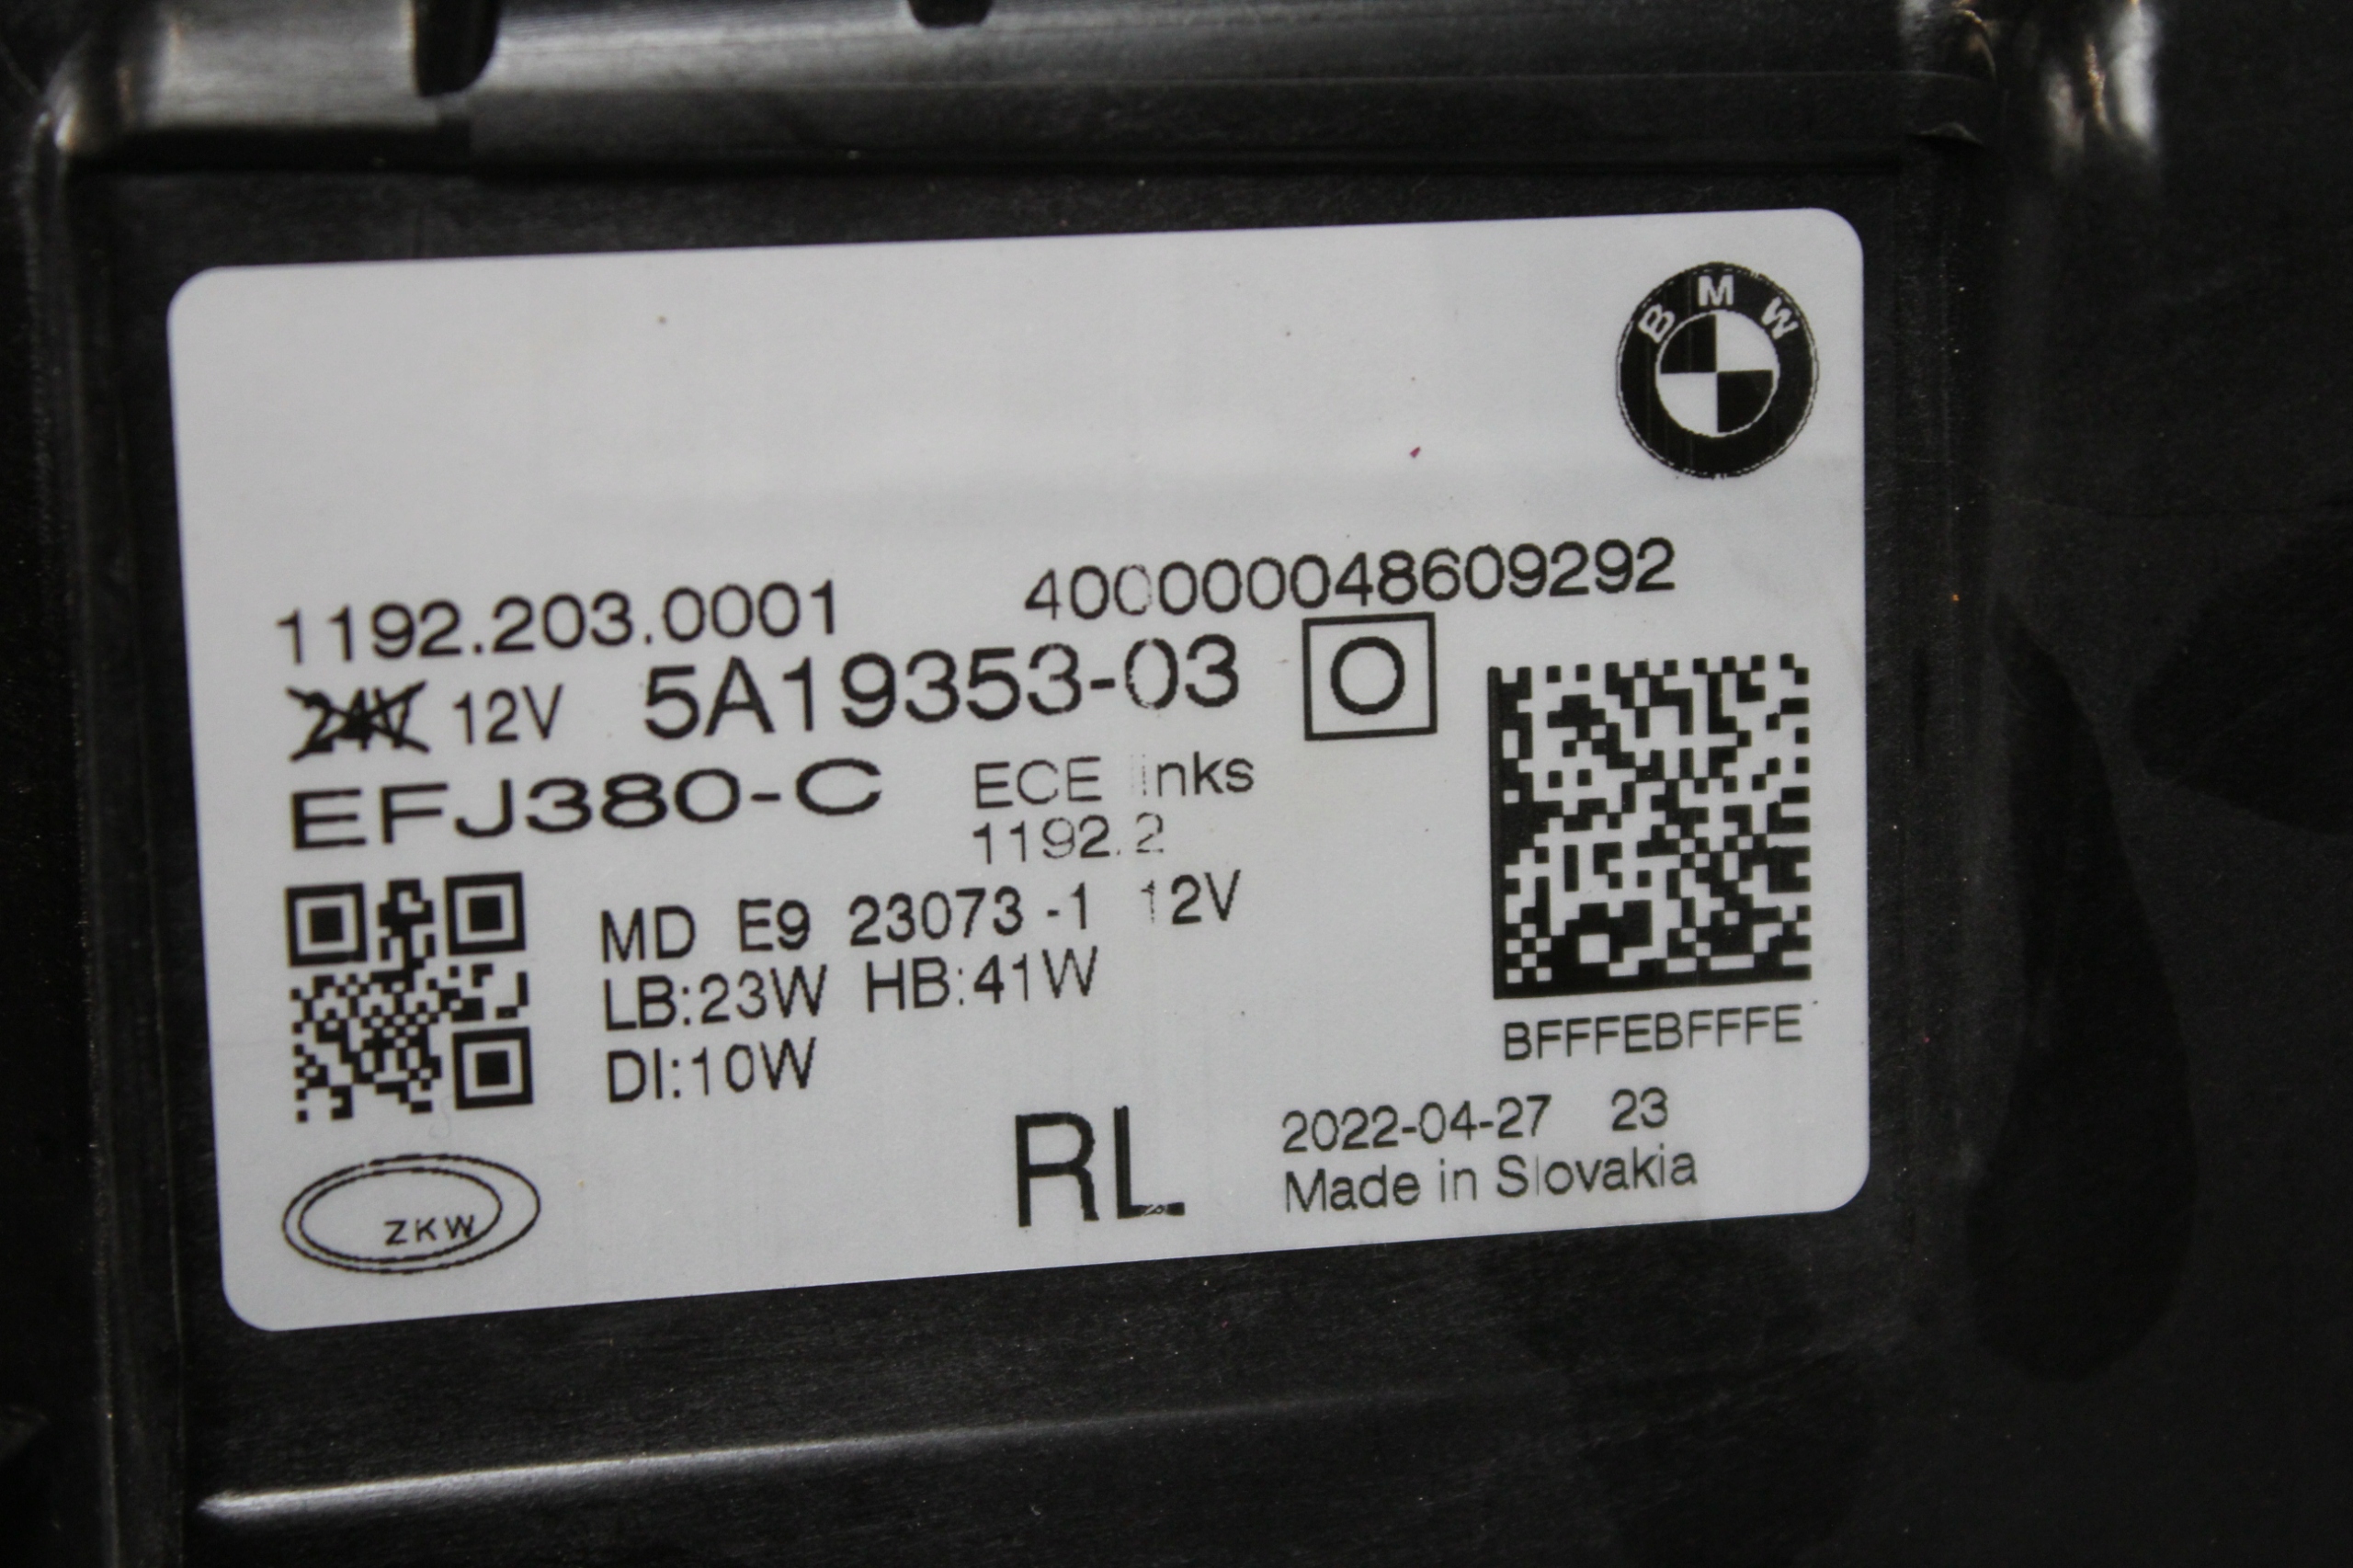 BMW
1192.203.0001 4000000048609292
24V 12V 5A19353-03 O
EFJ380-C ECE links
1192.2
MD E9 23073 -1 12V
LB:23W HB:41W
DI:10W
BFFFEBFFFE
RL
2022-04-27 23
Made in Slovakia
ZKW